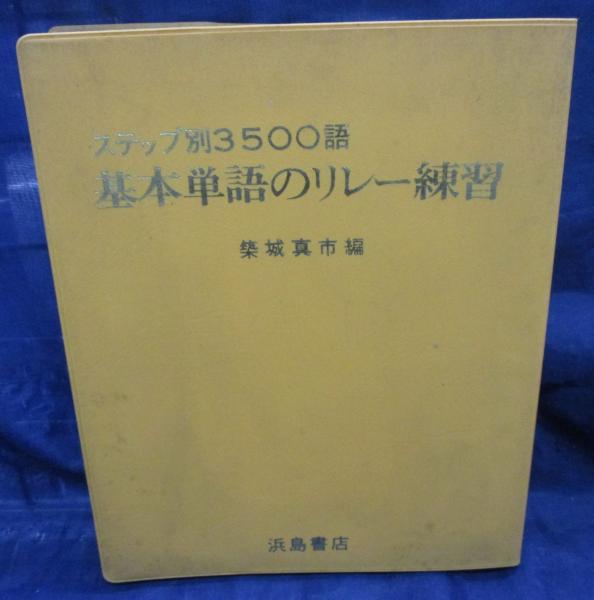 ステップ別3500語
基本単語のリレー練習
築城真市編
浜島書店